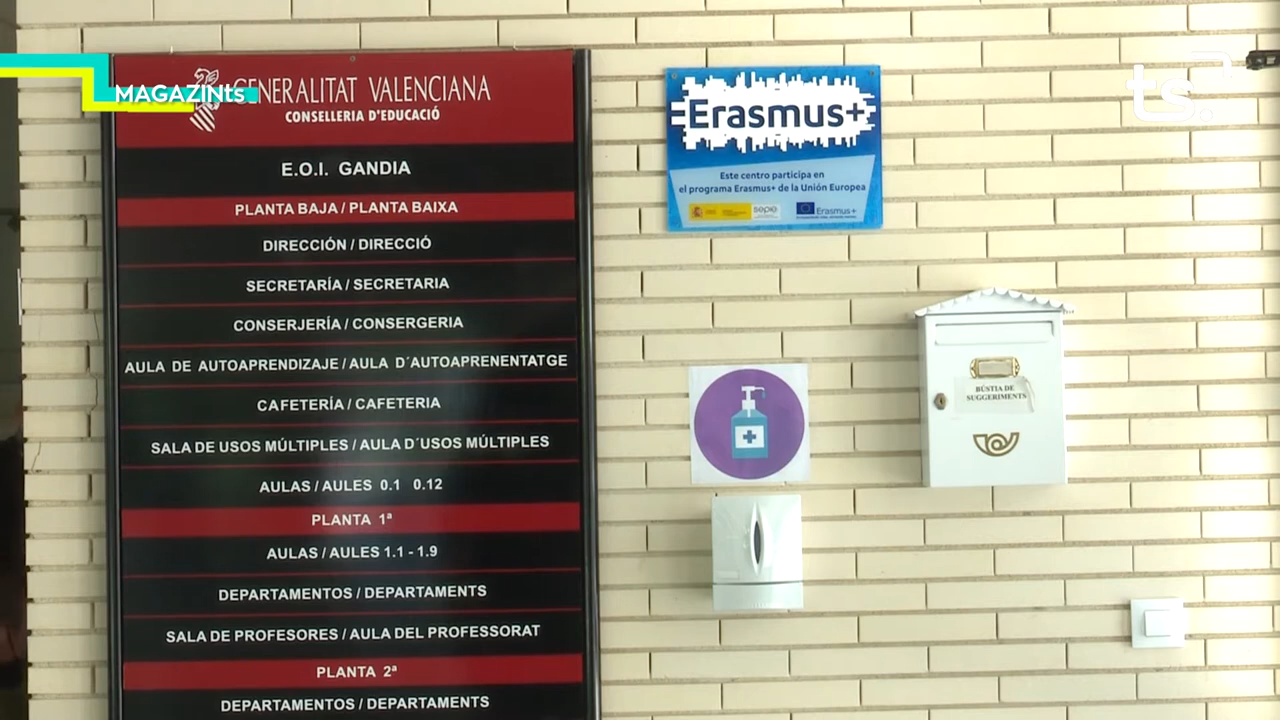 MAGAZINts
ts
GENERALITAT VALENCIANA
CONSELLERIA D'EDUCACIÓ
E.O.I. GANDIA
PLANTA BAJA / PLANTA BAIXA
DIRECCIÓN / DIRECCIÓ
SECRETARÍA / SECRETARIA
CONSERJERÍA / CONSERGERIA
AULA DE AUTOAPRENDIZAJE / AULA D´AUTOAPRENENTATGE
CAFETERÍA / CAFETERIA
SALA DE USOS MÚLTIPLES / AULA D´USOS MÚLTIPLES
AULAS / AULES 0.1 0.12
PLANTA 1ª
AULAS / AULES 1.1 - 1.9
DEPARTAMENTOS / DEPARTAMENTS
SALA DE PROFESORES / AULA DEL PROFESSORAT
PLANTA 2ª
DEPARTAMENTOS / DEPARTAMENTS
Erasmus+
Este centro participa en
el programa Erasmus+ de la Unión Europea
sepie
Erasmus+
BÚSTIA DE
SUGGERIMENTS